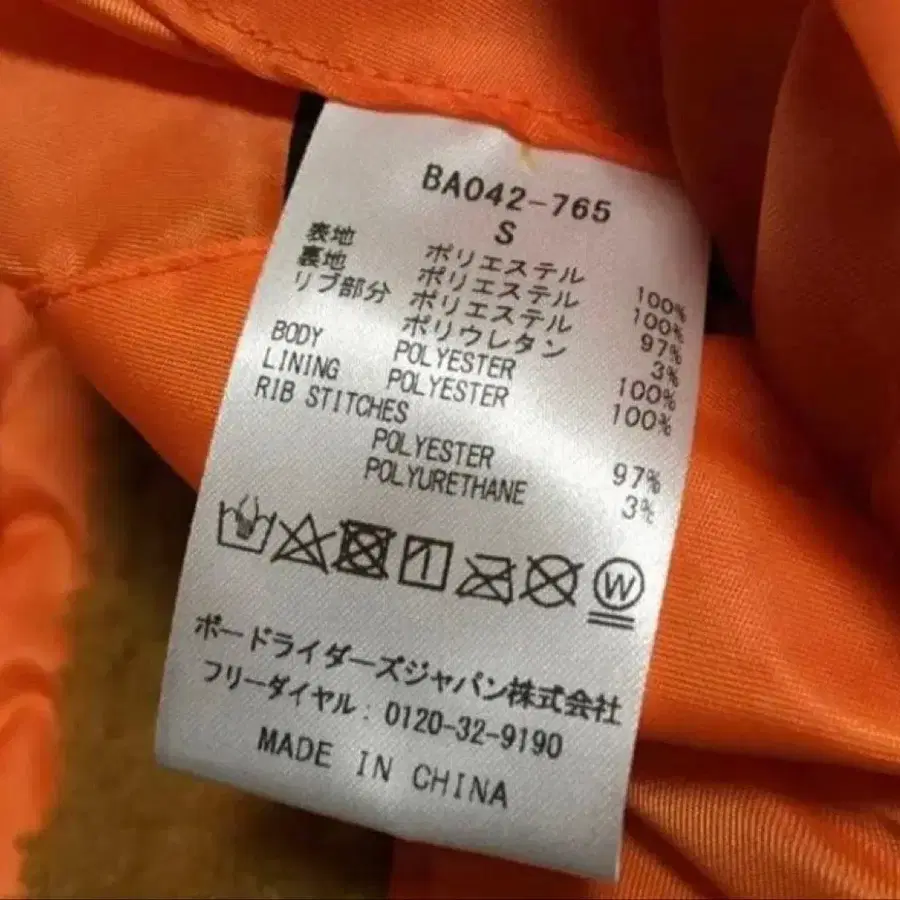 BA042-765
S
表地 ポリエステル 100%
裏地 ポリエステル 100%
リブ部分 ポリエステル 97%
ポリウレタン 3%
BODY POLYESTER 100%
LINING POLYESTER 100%
RIB STITCHES
POLYESTER 97%
POLYURETHANE 3%
W
ボードライダーズジャパン株式会社
フリーダイヤル: 0120-32-9190
MADE IN CHINA